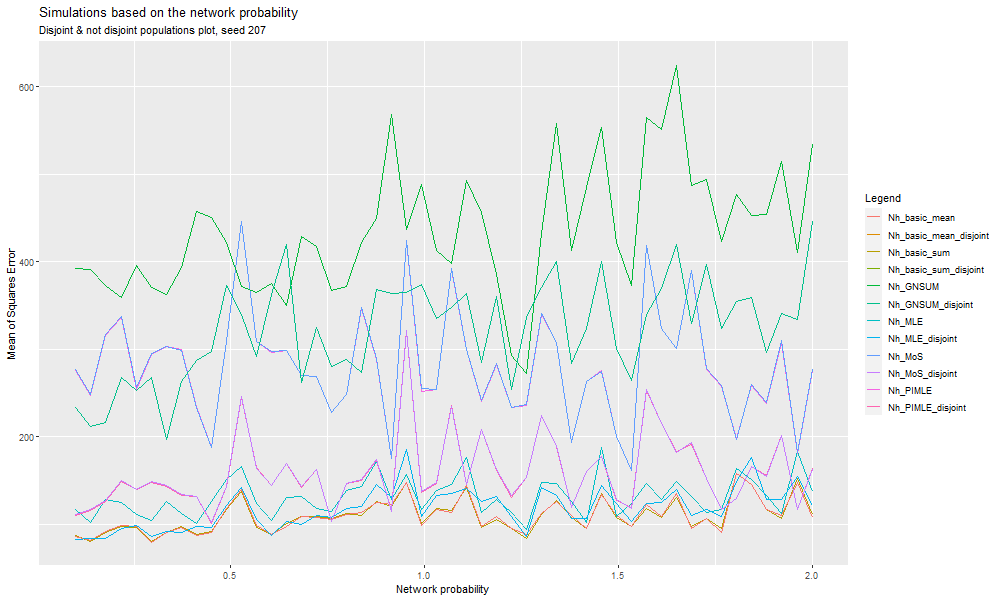 Simulations based on the network probability
Disjoint & not disjoint populations plot, seed 207
Mean of Squares Error
600
400
200
0.5
1.0
1.5
2.0
Network probability
Legend
Nh_basic_mean
Nh_basic_mean_disjoint
Nh_basic_sum
Nh_basic_sum_disjoint
Nh_GNSUM
Nh_GNSUM_disjoint
Nh_MLE
Nh_MLE_disjoint
Nh_MoS
Nh_MoS_disjoint
Nh_PIMLE
Nh_PIMLE_disjoint